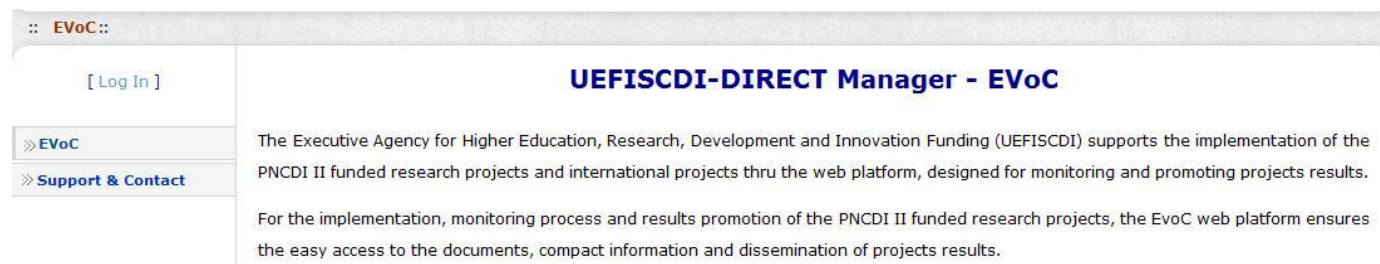 :: EVoC::
[ Log In ]
UEFISCDI-DIRECT Manager - EVoC
» EVoC
» Support & Contact
The Executive Agency for Higher Education, Research, Development and Innovation Funding (UEFISCDI) supports the implementation of the
PNCDI II funded research projects and international projects thru the web platform, designed for monitoring and promoting projects results.
For the implementation, monitoring process and results promotion of the PNCDI II funded research projects, the EvoC web platform ensures
the easy access to the documents, compact information and dissemination of projects results.